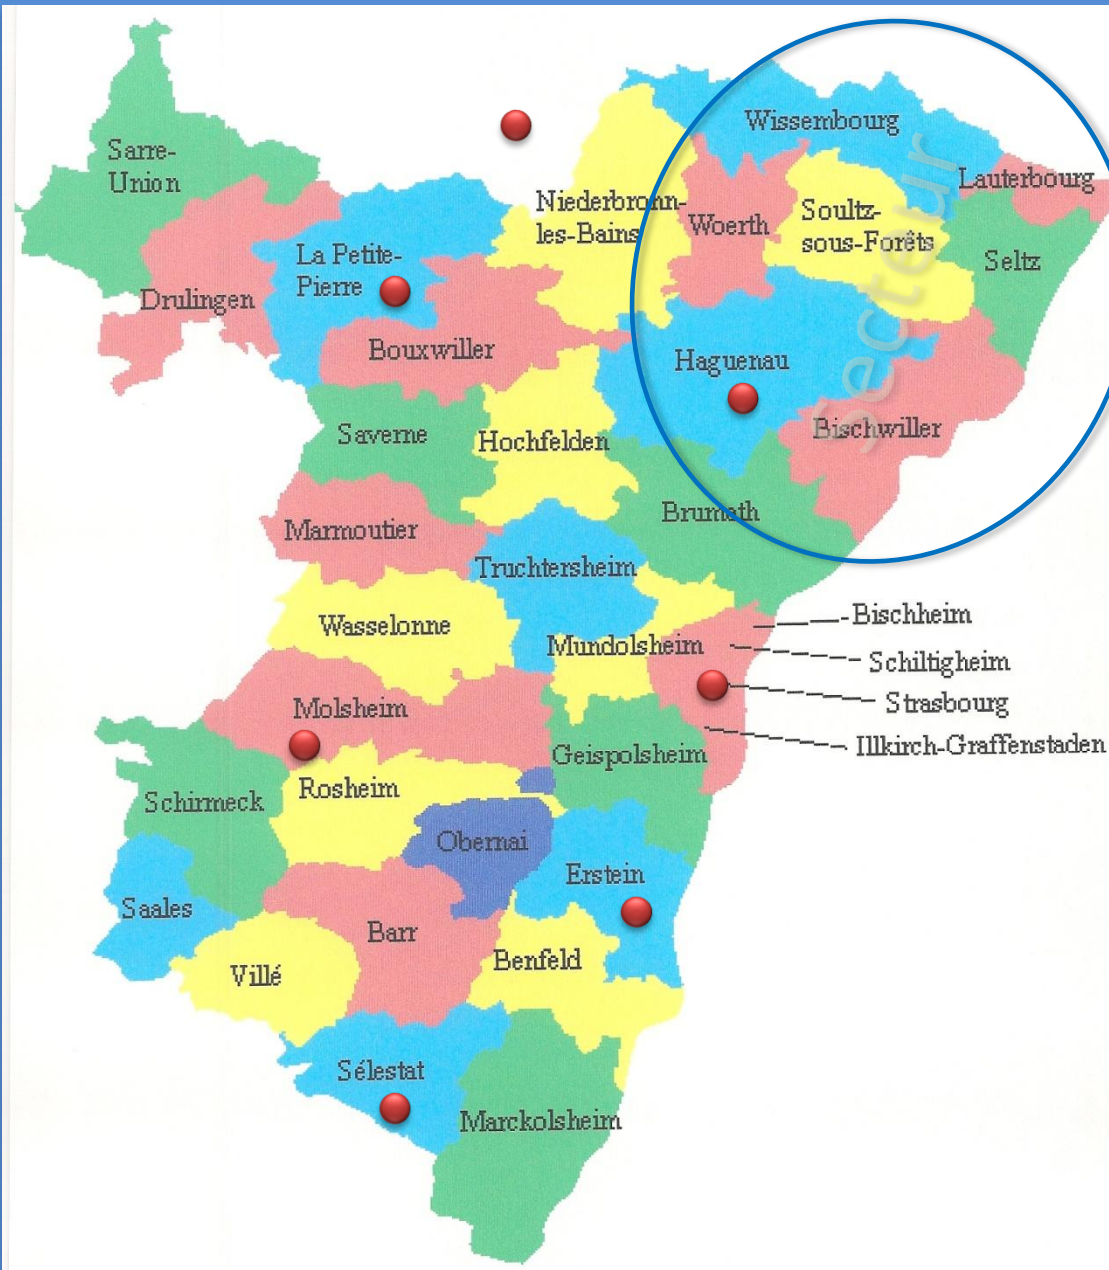 Wissembourg
Sarre-
Union
Lauterbourg
Niederbronn-
les-Bains
Woerth
Soultz-
sous-Forêts
Seltz
La Petite-
Pierre
Drulingen
Bouxwiller
Haguenau
Secteur
Saverne
Hochfelden
Bischwiller
Marmoutier
Brumath
Truchtersheim
Wasselonne
Mundolsheim
Bischheim
Schiltigheim
Strasbourg
Illkirch-Graffenstaden
Molsheim
Geispolsheim
Rosheim
Schirmeck
Obernai
Erstein
Saales
Barr
Benfeld
Villé
Sélestat
Marckolsheim